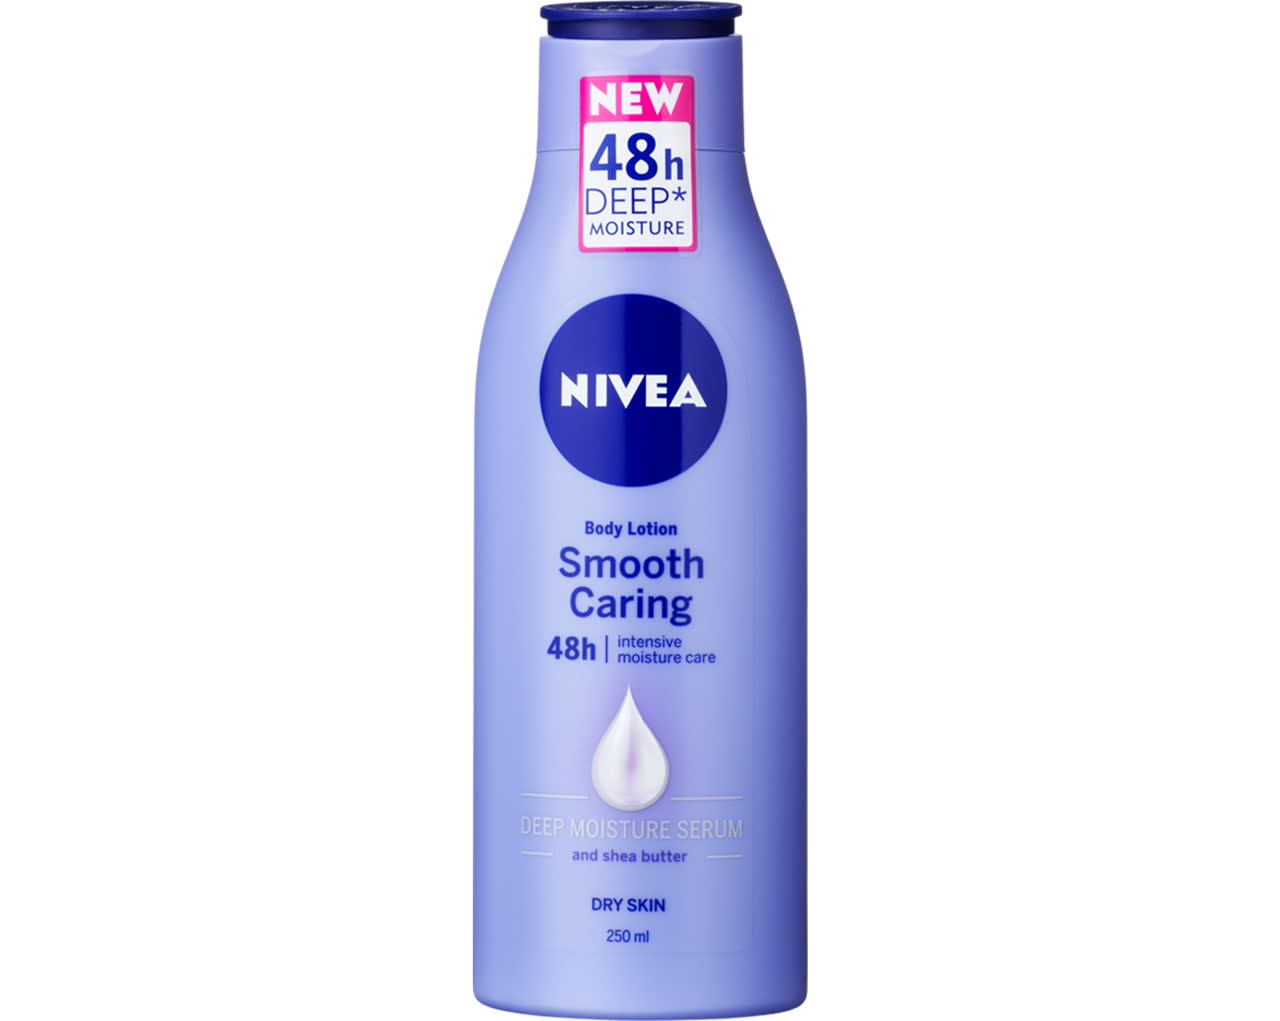 NEW
48h
DEEP*
MOISTURE
NIVEA
Body Lotion
Smooth
Caring
48h | intensive
moisture care
DEEP MOISTURE SERUM
and shea butter
DRY SKIN
250 ml